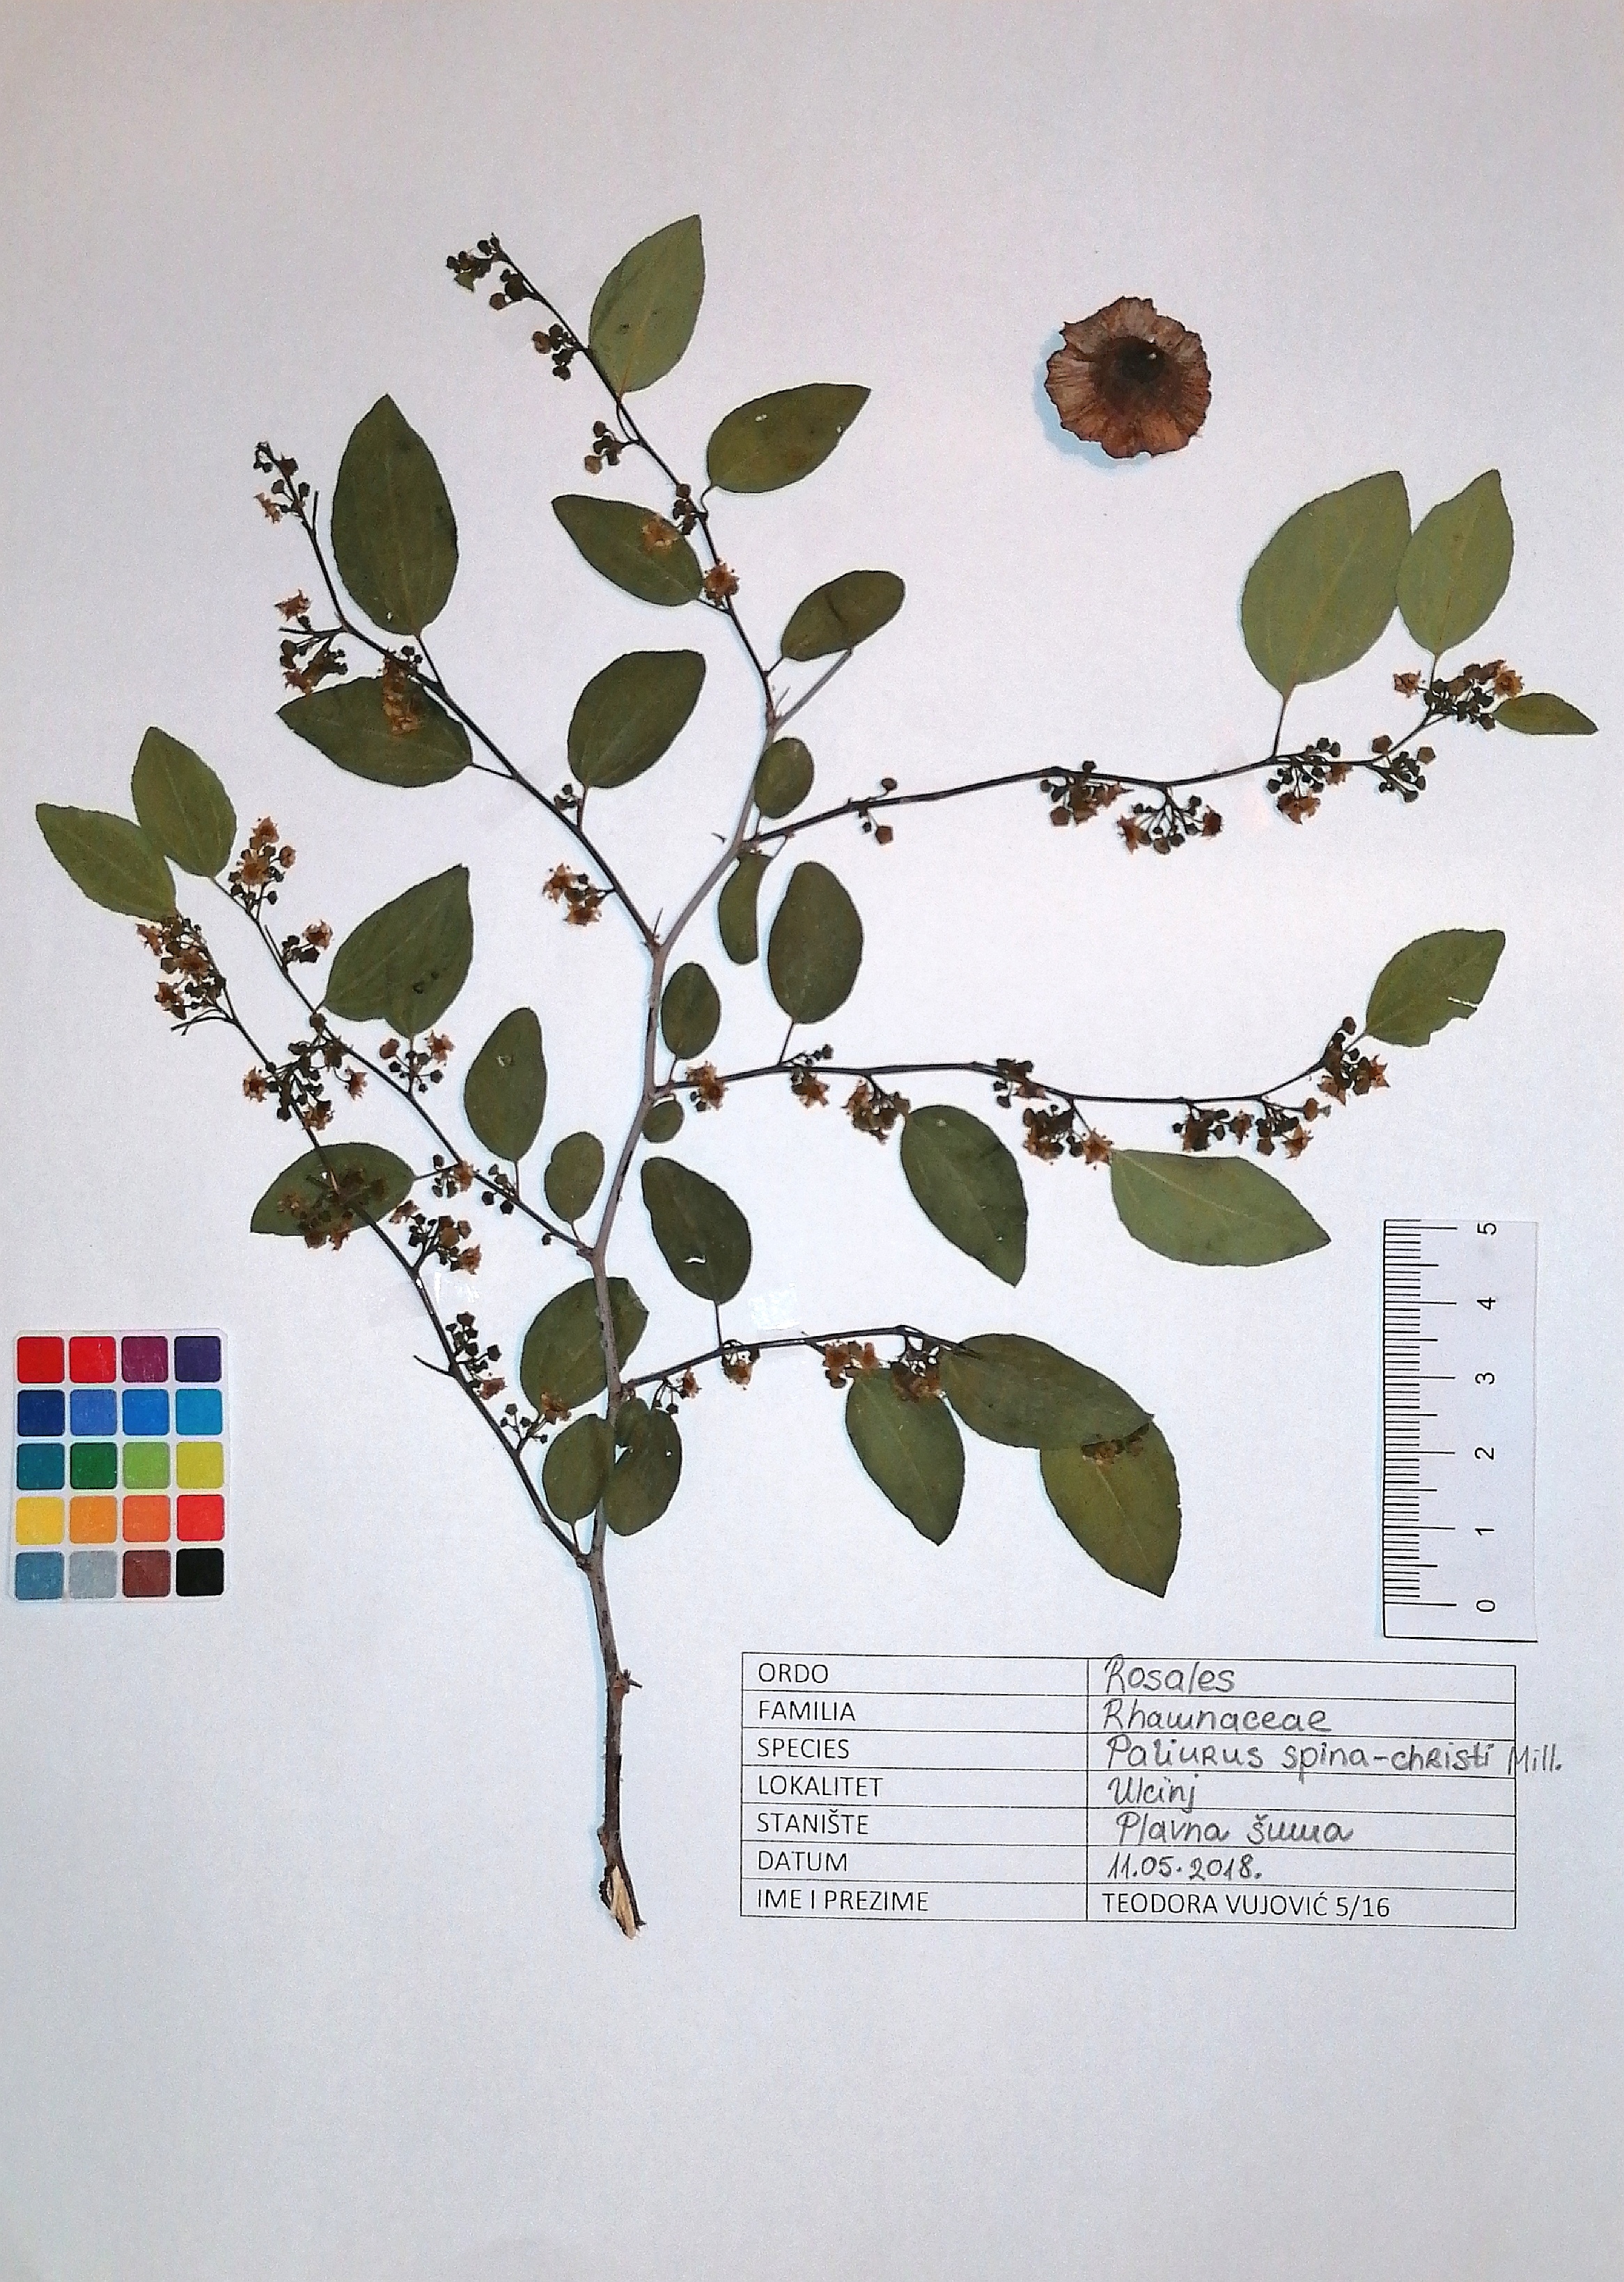 5
4
3
2
1
0
ORDO Rosales
FAMILIA Rhamnaceae
SPECIES Paliurus spina-christi Mill.
LOKALITET Ulcinj
STANIŠTE Plavna šuma
DATUM 11.05.2018.
IME I PREZIME TEODORA VUJOVIĆ 5/16